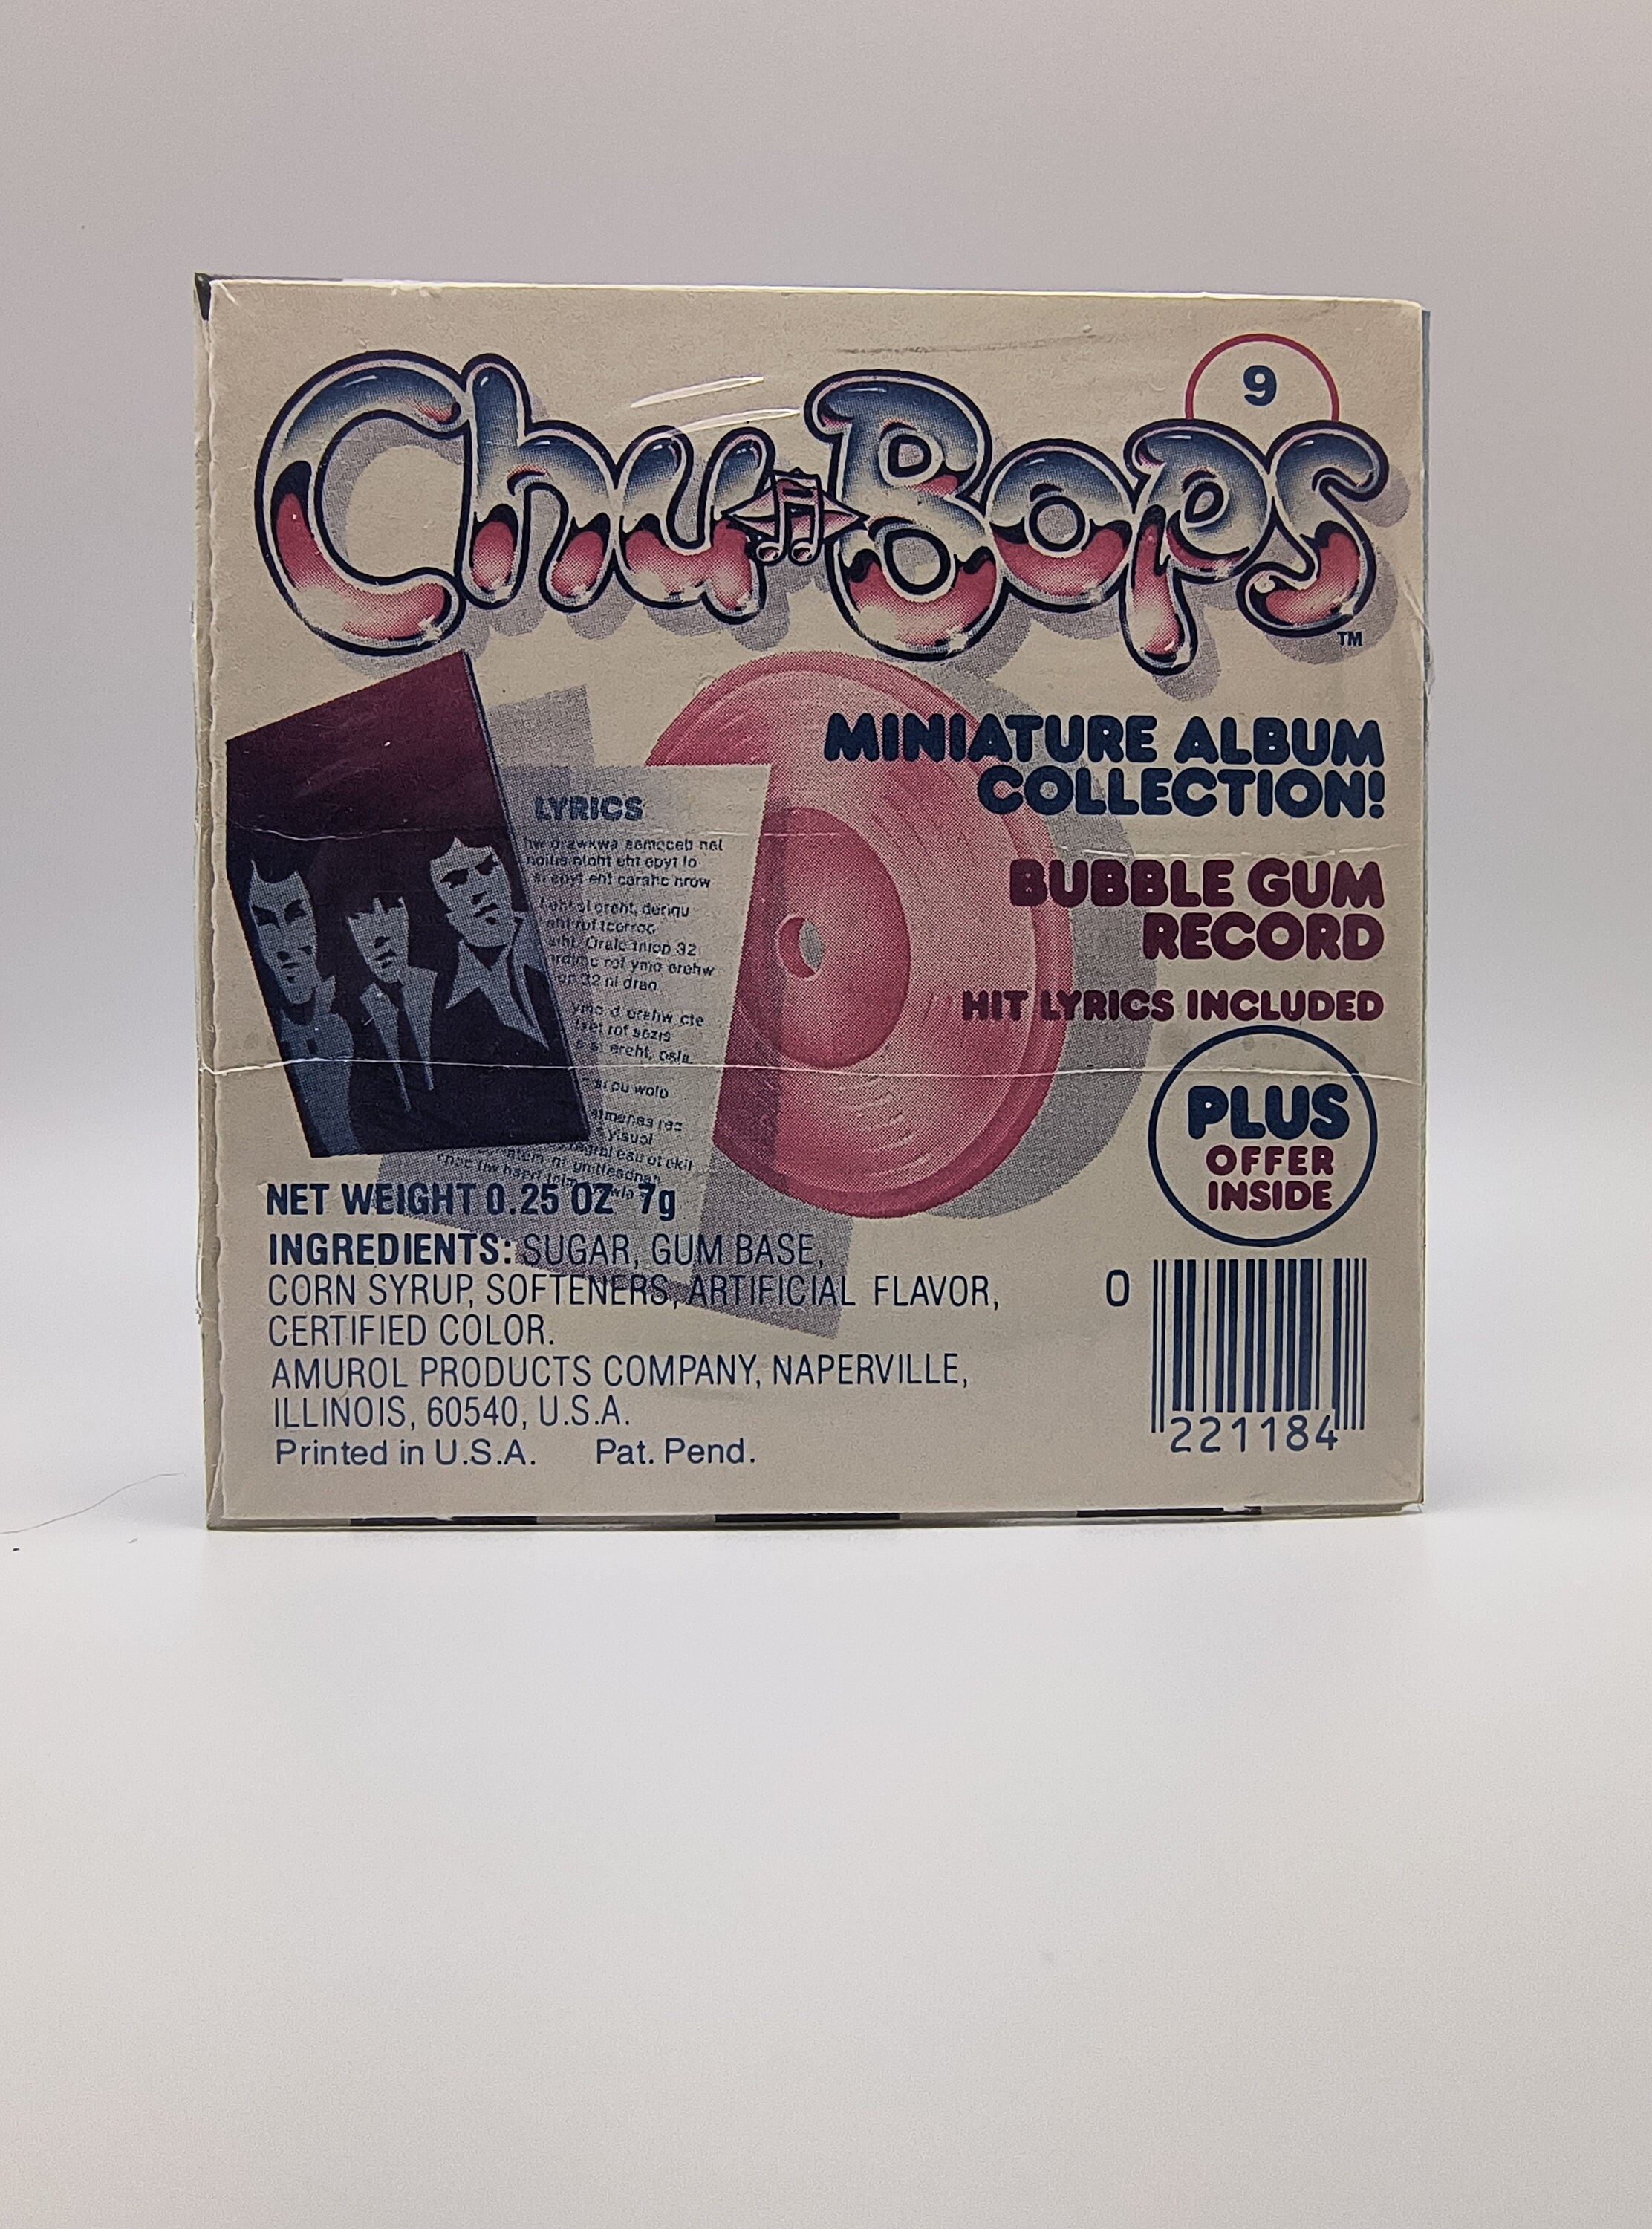 9
Chu Bops
TM
MINIATURE ALBUM
COLLECTION!
BUBBLE GUM
RECORD
HIT LYRICS INCLUDED
LYRICS
PLUS
OFFER
INSIDE
NET WEIGHT 0.25 OZ 7g
INGREDIENTS: SUGAR, GUM BASE,
CORN SYRUP, SOFTENERS, ARTIFICIAL FLAVOR,
CERTIFIED COLOR.
AMUROL PRODUCTS COMPANY, NAPERVILLE,
ILLINOIS, 60540, U.S.A.
Printed in U.S.A. Pat. Pend.
0
221184